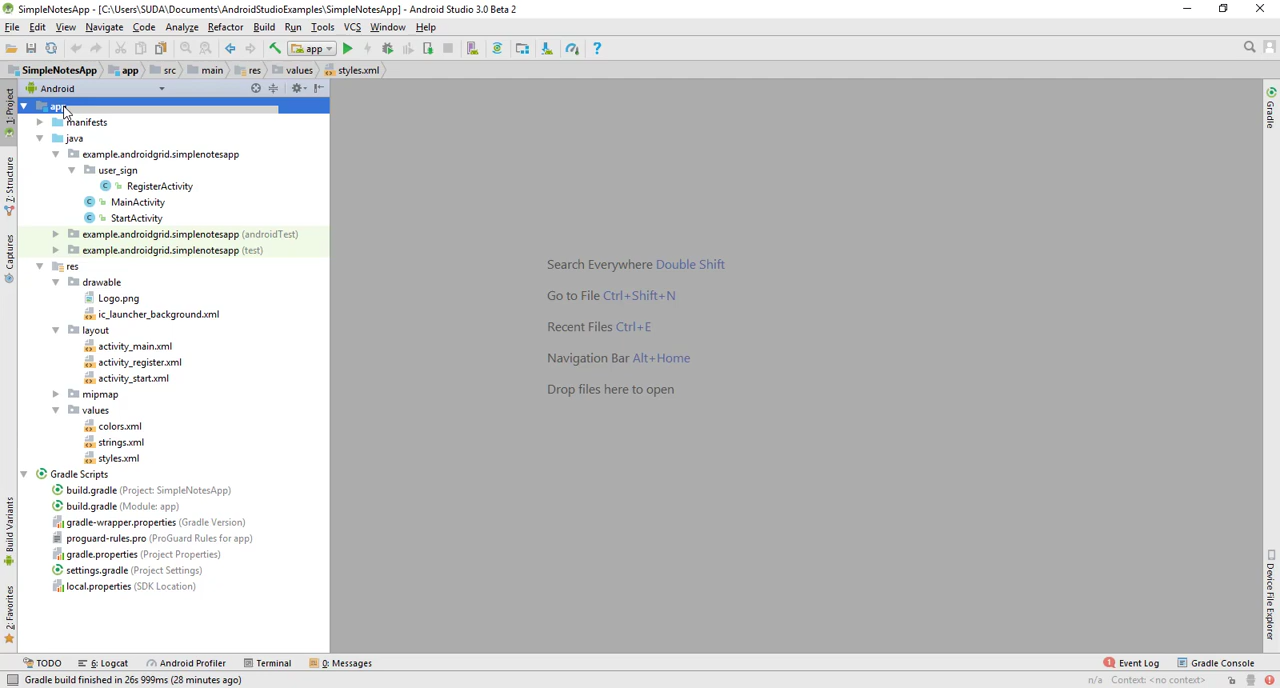 SimpleNotesApp - [C:\Users\SUDA\Documents\AndroidStudioExamples\SimpleNotesApp] - Android Studio 3.0 Beta 2
File Edit View Navigate Code Analyze Refactor Build Run Tools VCS Window Help
app
SimpleNotesApp app src main res values styles.xml
1: Project
Z: Structure
Captures
Build Variants
2: Favorites
Android
app
manifests
java
example.androidgrid.simplenotesapp
user_sign
RegisterActivity
MainActivity
StartActivity
example.androidgrid.simplenotesapp (androidTest)
example.androidgrid.simplenotesapp (test)
res
drawable
Logo.png
ic_launcher_background.xml
layout
activity_main.xml
activity_register.xml
activity_start.xml
mipmap
values
colors.xml
strings.xml
styles.xml
Gradle Scripts
build.gradle (Project: SimpleNotesApp)
build.gradle (Module: app)
gradle-wrapper.properties (Gradle Version)
proguard-rules.pro (ProGuard Rules for app)
gradle.properties (Project Properties)
settings.gradle (Project Settings)
local.properties (SDK Location)
Search Everywhere Double Shift
Go to File Ctrl+Shift+N
Recent Files Ctrl+E
Navigation Bar Alt+Home
Drop files here to open
Gradle
Device File Explorer
TODO 6: Logcat Android Profiler Terminal 0: Messages Event Log Gradle Console
Gradle build finished in 26s 999ms (28 minutes ago) n/a Context: <no context>